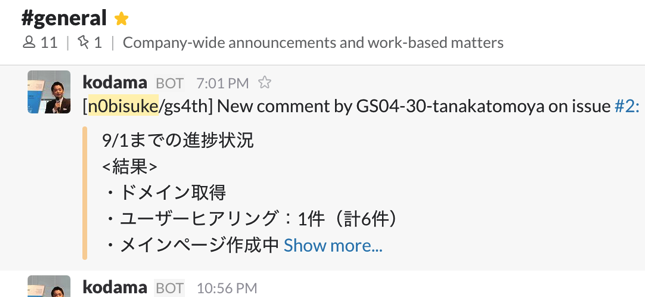 #general
11 | 1 | Company-wide announcements and work-based matters
kodama BOT 7:01 PM
[n0bisuke/gs4th] New comment by GS04-30-tanakatomoya on issue #2:
9/1までの進捗状況
<結果>
・ドメイン取得
・ユーザーヒアリング：1件（計6件）
・メインページ作成中 Show more...
kodama BOT 10:56 PM